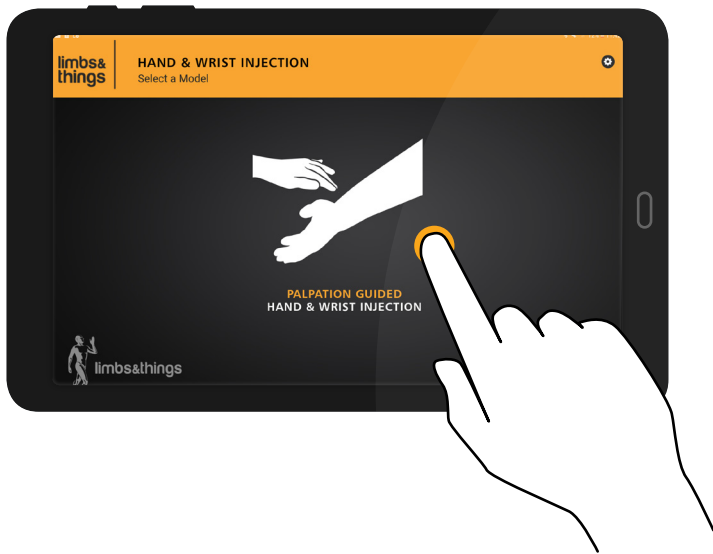 limbs&
things
HAND & WRIST INJECTION
Select a Model
PALPATION GUIDED
HAND & WRIST INJECTION
limbs&things